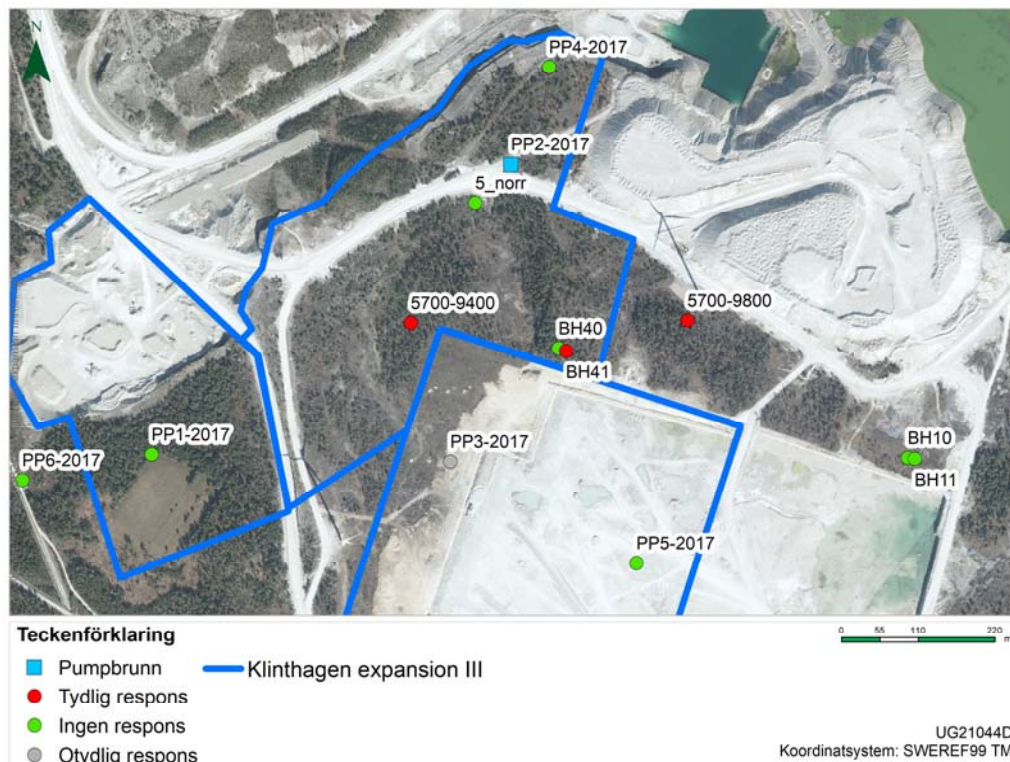 N
PP4-2017
PP2-2017
5_norr
5700-9400
5700-9800
BH40
BH41
PP1-2017
PP3-2017
PP6-2017
BH10
BH11
PP5-2017
Teckenförklaring
Pumpbrunn
Klinthagen expansion III
Tydlig respons
Ingen respons
Otydlig respons
0 55 110 220
m
UG21044D
Koordinatsystem: SWEREF99 TM